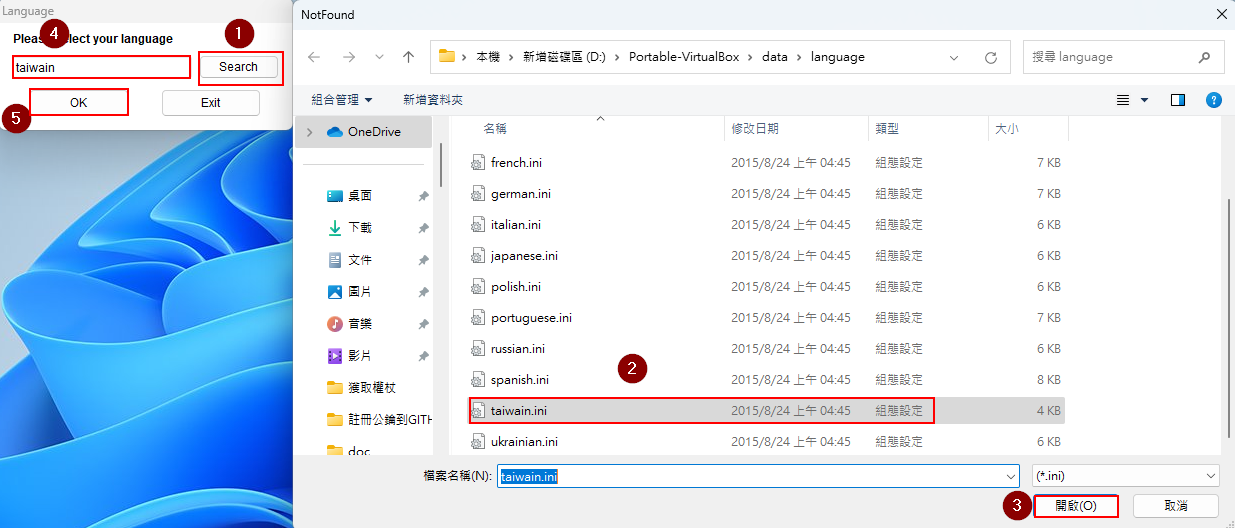 Language
4
1
Please select your language
taiwain
Search
5
OK
Exit
NotFound
本機 > 新增磁碟區 (D:) > Portable-VirtualBox > data > language
搜尋 language
組合管理
新增資料夾
OneDrive
桌面
下載
文件
圖片
音樂
影片
獲取權杖
註冊公鑰到GITH
doc
名稱 修改日期 類型 大小
french.ini 2015/8/24 上午 04:45 組態設定 7 KB
german.ini 2015/8/24 上午 04:45 組態設定 7 KB
italian.ini 2015/8/24 上午 04:45 組態設定 6 KB
japanese.ini 2015/8/24 上午 04:45 組態設定 6 KB
polish.ini 2015/8/24 上午 04:45 組態設定 6 KB
portuguese.ini 2015/8/24 上午 04:45 組態設定 7 KB
russian.ini 2015/8/24 上午 04:45 組態設定 6 KB
2
spanish.ini 2015/8/24 上午 04:45 組態設定 8 KB
taiwain.ini 2015/8/24 上午 04:45 組態設定 4 KB
ukrainian.ini 2015/8/24 上午 04:45 組態設定 6 KB
檔案名稱(N): taiwain.ini (*.ini)
3
開啟(O)
取消